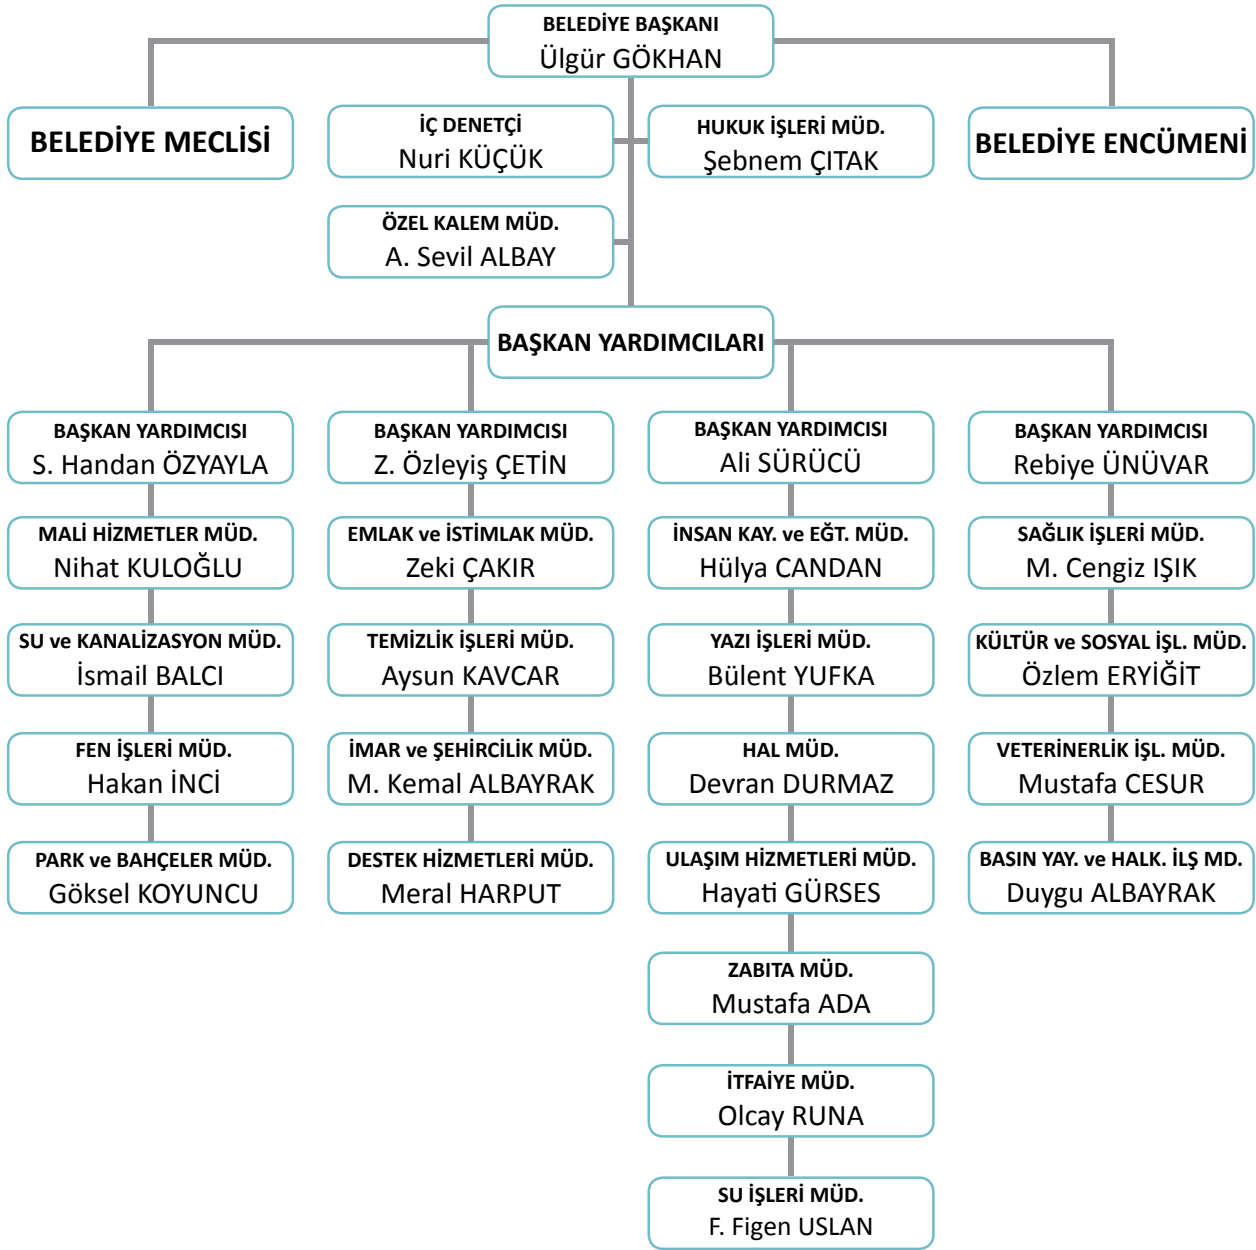 BELEDİYE BAŞKANI
Ülgür GÖKHAN
BELEDİYE MECLİSİ
İÇ DENETÇİ
Nuri KÜÇÜK
HUKUK İŞLERİ MÜD.
Şebnem ÇITAK
BELEDİYE ENCÜMENİ
ÖZEL KALEM MÜD.
A. Sevil ALBAY
BAŞKAN YARDIMCILARI
BAŞKAN YARDIMCISI
S. Handan ÖZYAYLA
MALİ HİZMETLER MÜD.
Nihat KULOĞLU
SU ve KANALİZASYON MÜD.
İsmail BALCI
FEN İŞLERİ MÜD.
Hakan İNCİ
PARK ve BAHÇELER MÜD.
Göksel KOYUNCU
BAŞKAN YARDIMCISI
Z. Özleyiş ÇETİN
EMLAK ve İSTİMLAK MÜD.
Zeki ÇAKIR
TEMİZLİK İŞLERİ MÜD.
Aysun KAVCAR
İMAR ve ŞEHİRCİLİK MÜD.
M. Kemal ALBAYRAK
DESTEK HİZMETLERİ MÜD.
Meral HARPUT
BAŞKAN YARDIMCISI
Ali SÜRÜCÜ
İNSAN KAY. ve EĞT. MÜD.
Hülya CANDAN
YAZI İŞLERİ MÜD.
Bülent YUFKA
HAL MÜD.
Devran DURMAZ
ULAŞIM HİZMETLERİ MÜD.
Hayati GÜRSES
ZABITA MÜD.
Mustafa ADA
İTFAİYE MÜD.
Olcay RUNA
SU İŞLERİ MÜD.
F. Figen USLAN
BAŞKAN YARDIMCISI
Rebiye ÜNÜVAR
SAĞLIK İŞLERİ MÜD.
M. Cengiz IŞIK
KÜLTÜR ve SOSYAL İŞL. MÜD.
Özlem ERYİĞİT
VETERİNERLİK İŞL. MÜD.
Mustafa CESUR
BASIN YAY. ve HALK. İLŞ MD.
Duygu ALBAYRAK